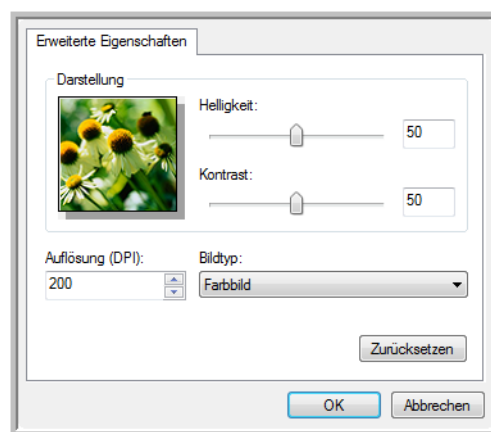 Erweiterte Eigenschaften
Darstellung
Helligkeit:
50
Kontrast:
50
Auflösung (DPI):
Bildtyp:
200
Farbbild
Zurücksetzen
OK
Abbrechen